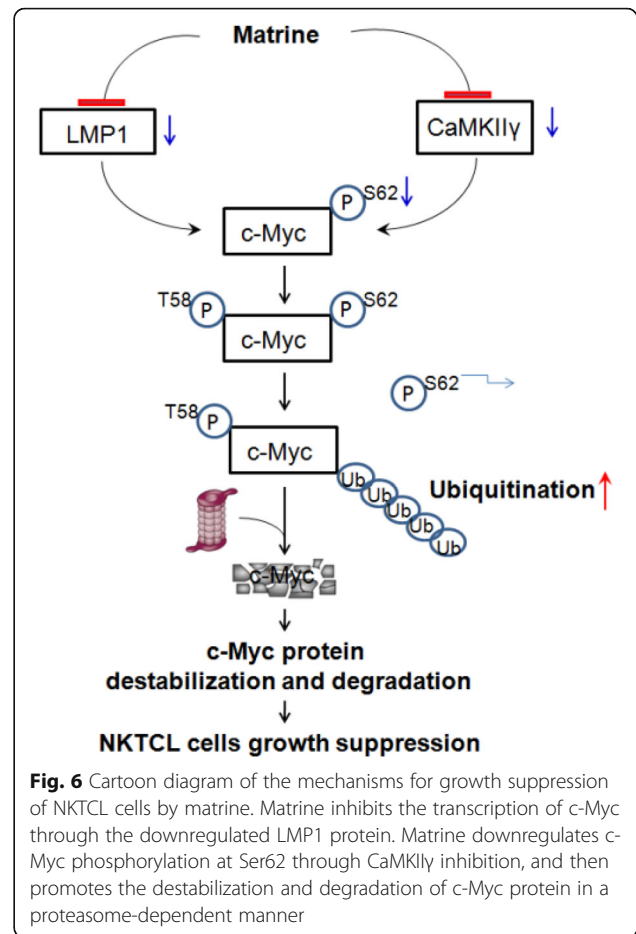 Matrine
LMP1
CaMKIIγ
P S62
c-Myc
T58 P
P S62
c-Myc
P S62
T58 P
c-Myc
Ub
Ub
Ub
Ub
Ub
Ubiquitination
c-Myc
c-Myc protein
destabilization and degradation
NKTCL cells growth suppression
Fig. 6 Cartoon diagram of the mechanisms for growth suppression
of NKTCL cells by matrine. Matrine inhibits the transcription of c-Myc
through the downregulated LMP1 protein. Matrine downregulates c-
Myc phosphorylation at Ser62 through CaMKIIγ inhibition, and then
promotes the destabilization and degradation of c-Myc protein in a
proteasome-dependent manner